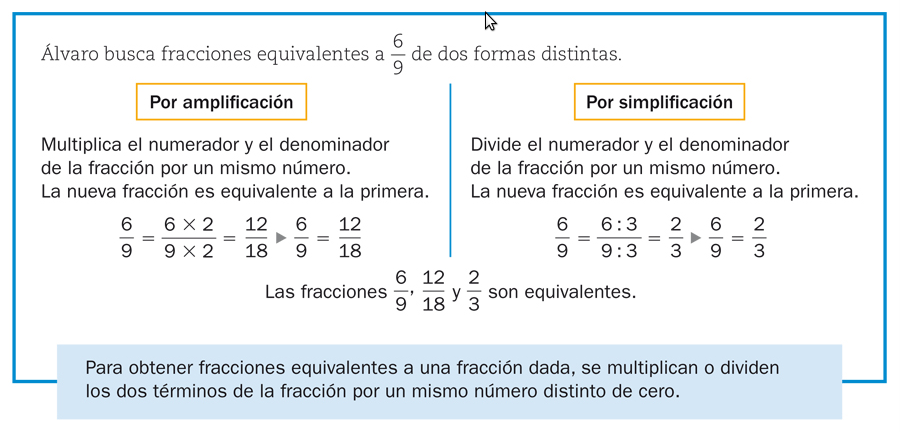 Álvaro busca fracciones equivalentes a 6/9 de dos formas distintas.
Por amplificación
Multiplica el numerador y el denominador
de la fracción por un mismo número.
La nueva fracción es equivalente a la primera.
6/9 = 6 × 2/9 × 2 = 12/18 ▶ 6/9 = 12/18
Por simplificación
Divide el numerador y el denominador
de la fracción por un mismo número.
La nueva fracción es equivalente a la primera.
6/9 = 6 : 3/9 : 3 = 2/3 ▶ 6/9 = 2/3
Las fracciones 6/9, 12/18 y 2/3 son equivalentes.
Para obtener fracciones equivalentes a una fracción dada, se multiplican o dividen
los dos términos de la fracción por un mismo número distinto de cero.